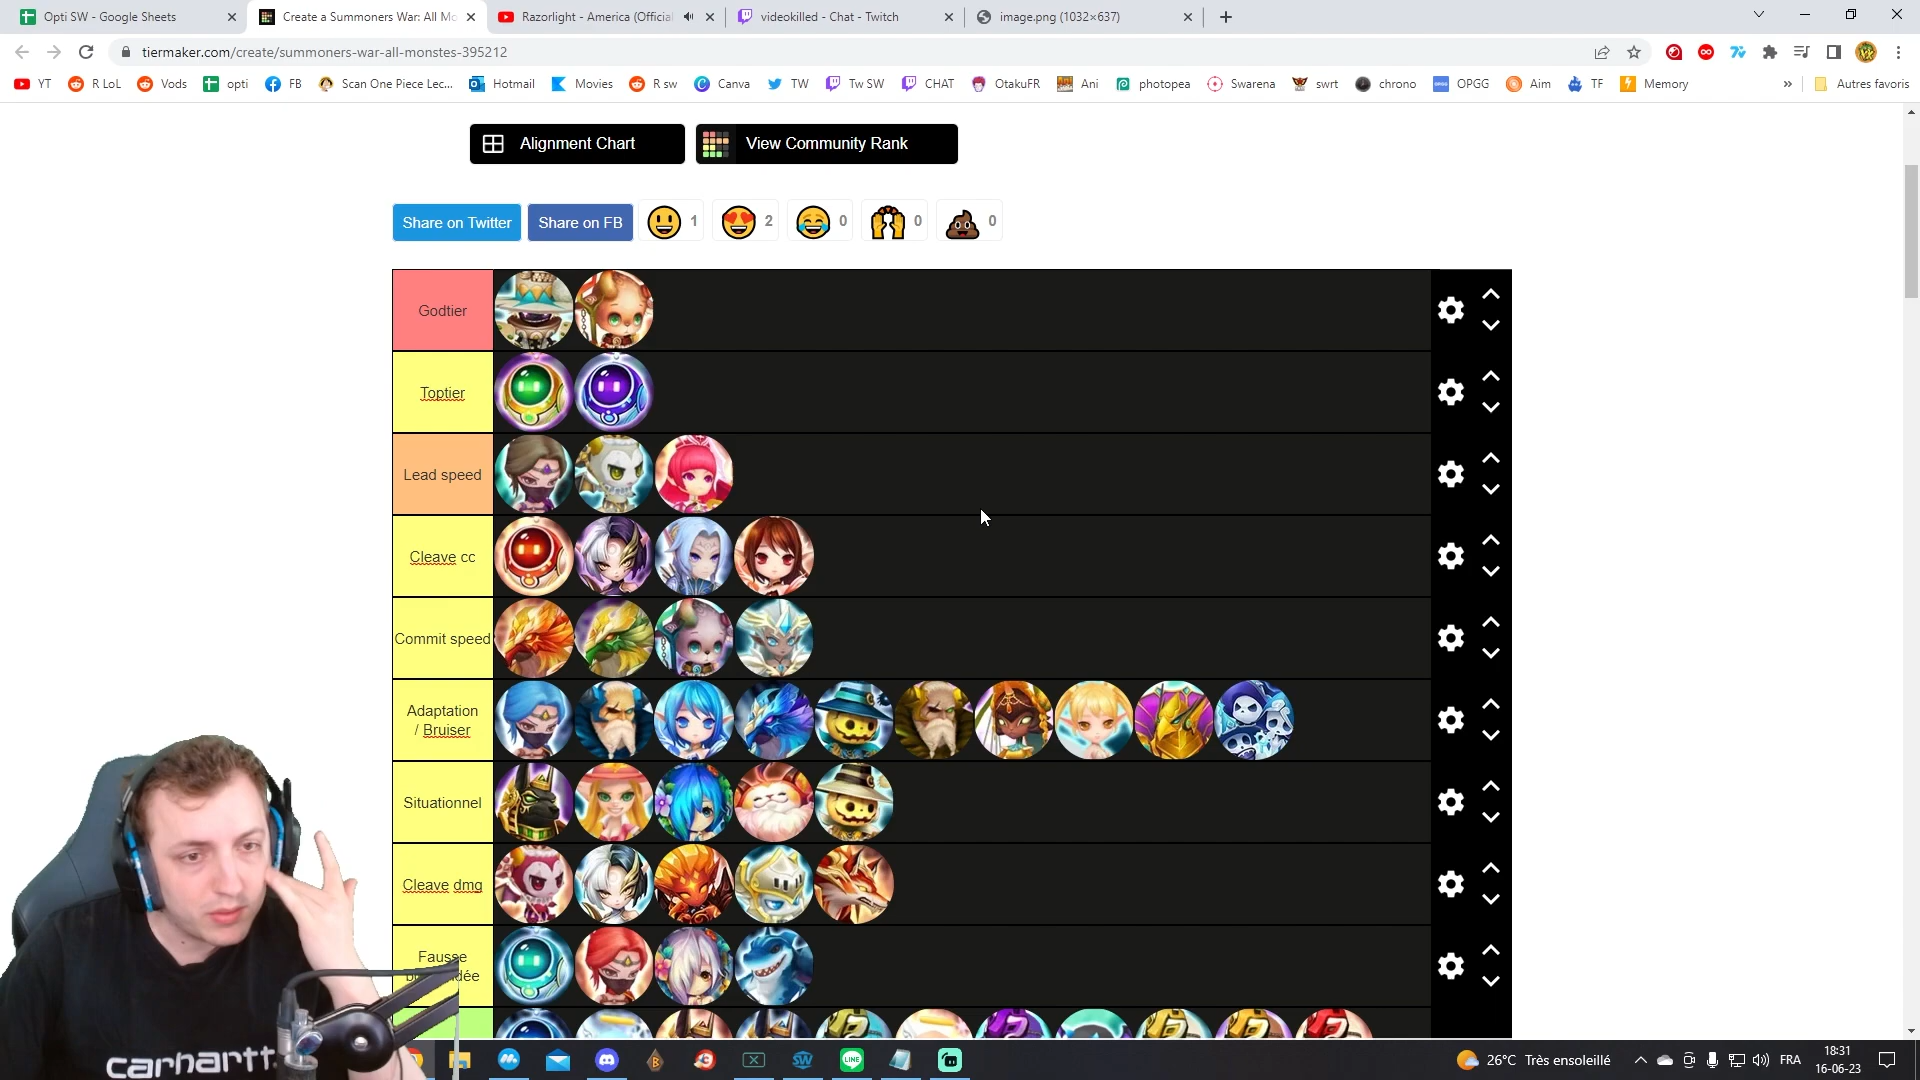 Opti SW - Google Sheets
Create a Summoners War: All Mo
Razorlight - America (Official
videokilled - Chat - Twitch
image.png (1032×637)
tiermaker.com/create/summoners-war-all-monstes-395212
YT
R LoL
Vods
opti
FB
Scan One Piece Lec...
Hotmail
Movies
R sw
Canva
TW
Tw SW
CHAT
OtakuFR
Ani
photopea
Swarena
swrt
chrono
OPGG
Aim
TF
Memory
»
Autres favoris
Alignment Chart
View Community Rank
Share on Twitter
Share on FB
1
2
0
0
0
Godtier
Toptier
Lead speed
Cleave cc
Commit speed
Adaptation
/ Bruiser
Situationnel
Cleave dmg
Fausse
carhartt
26°C Très ensoleillé
FRA
18:31
16-06-23